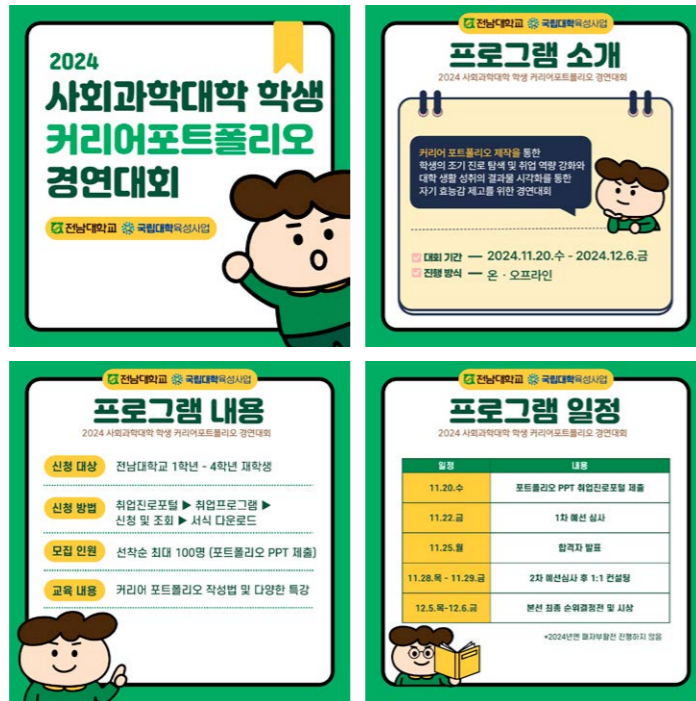 2024
사회과학대학 학생
커리어포트폴리오
경연대회
전남대학교 국립대학육성사업
전남대학교 국립대학육성사업
프로그램 소개
2024 사회과학대학 학생 커리어포트폴리오 경연대회
커리어 포트폴리오 제작을 통한
학생의 조기 진로 탐색 및 취업 역량 강화와
대학 생활 성취의 결과물 시각화를 통한
자기 효능감 제고를 위한 경연대회
대회 기간 — 2024.11.20.수 - 2024.12.6.금
진행 방식 — 온 · 오프라인
전남대학교 국립대학육성사업
프로그램 내용
2024 사회과학대학 학생 커리어포트폴리오 경연대회
신청 대상 전남대학교 1학년 - 4학년 재학생
신청 방법 취업진로포털 ▶ 취업프로그램 ▶
신청 및 조회 ▶ 서식 다운로드
모집 인원 선착순 최대 100명 (포트폴리오 PPT 제출)
교육 내용 커리어 포트폴리오 작성법 및 다양한 특강
전남대학교 국립대학육성사업
프로그램 일정
2024 사회과학대학 학생 커리어포트폴리오 경연대회
일정 내용
11.20.수 포트폴리오 PPT 취업진로포털 제출
11.22.금 1차 예선 심사
11.25.월 합격자 발표
11.28.목 - 11.29.금 2차 예선심사 후 1:1 컨설팅
12.5.목-12.6.금 본선 최종 순위결정전 및 시상
*2024년엔 패자부활전 진행하지 않음